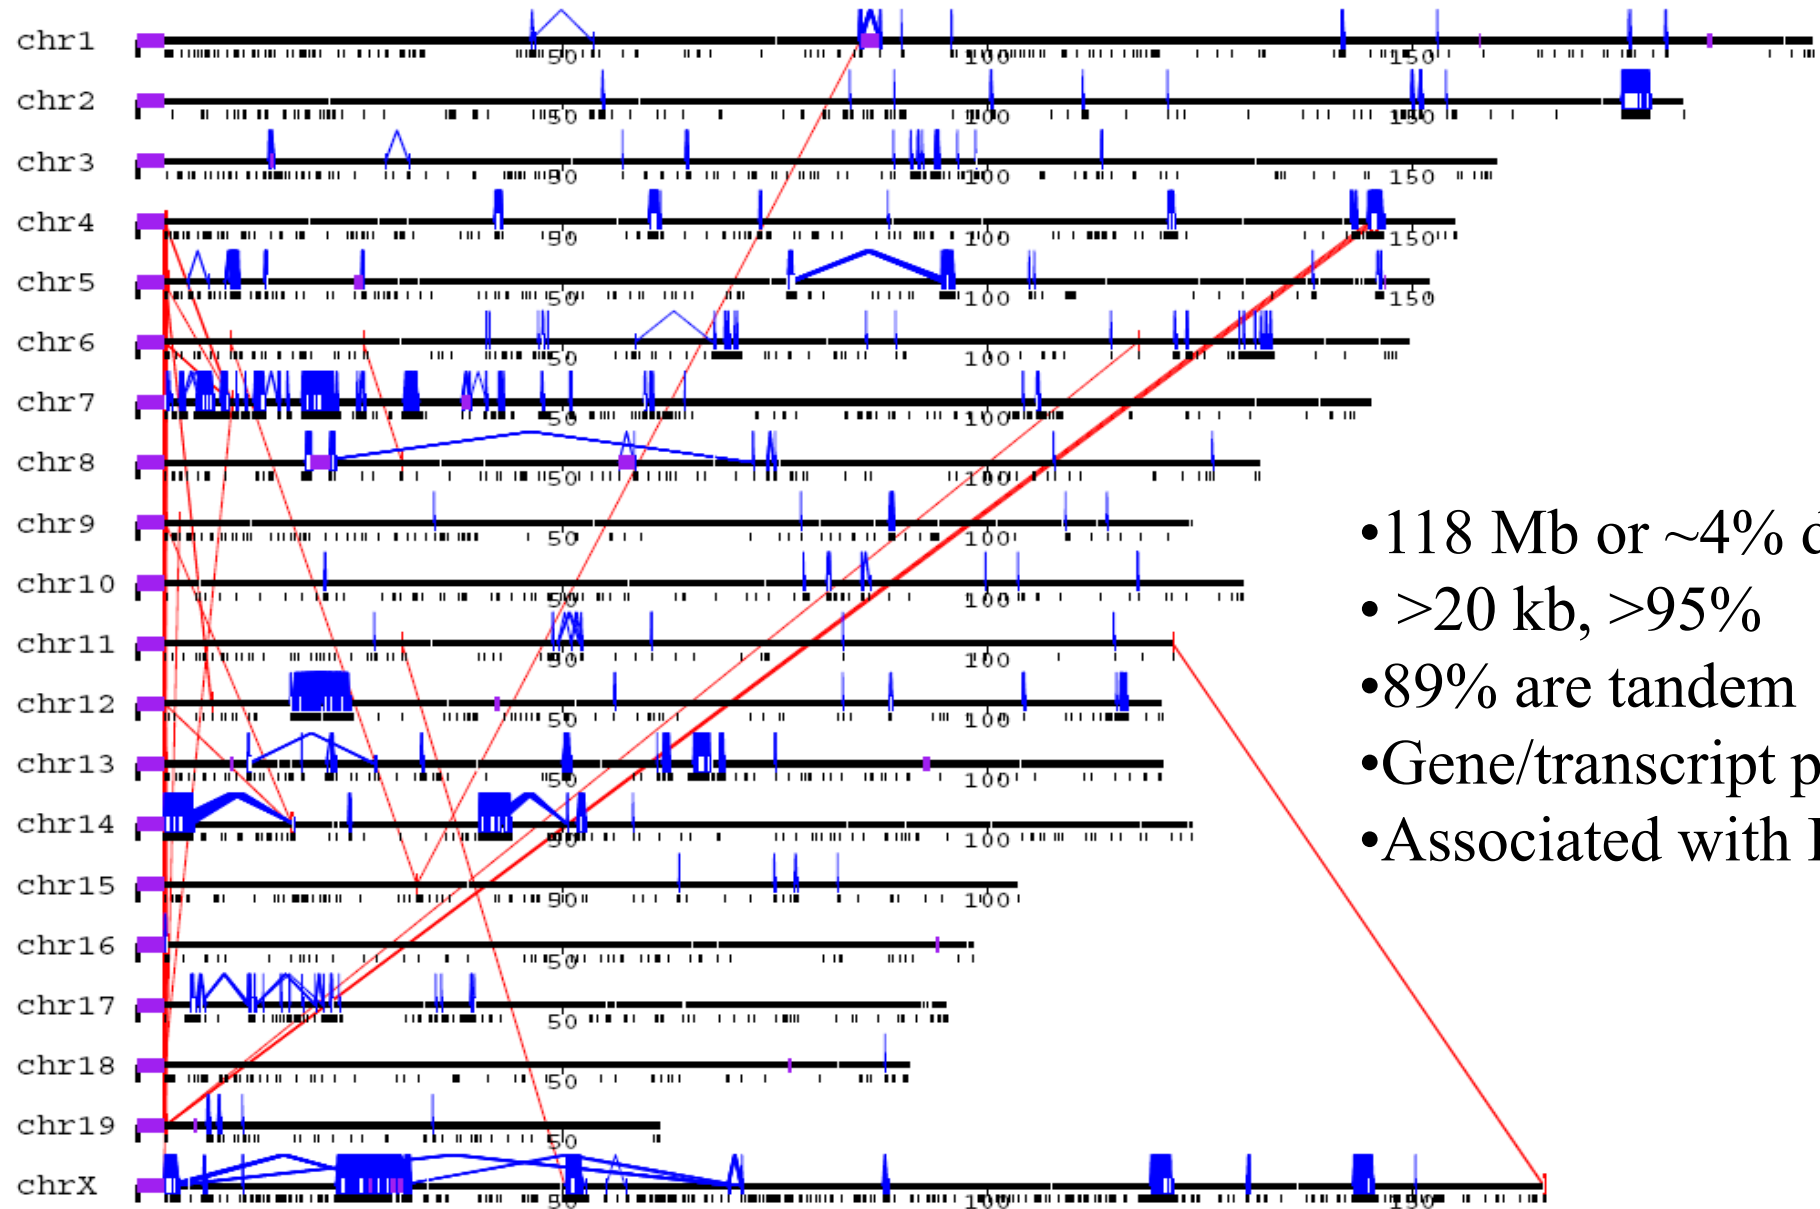 chr1
50 100 150
chr2
50 100 150
chr3
50 100 150
chr4
50 100 150
chr5
50 100 150
chr6
50 100
chr7
50 100
chr8
50 100
chr9
50 100
chr10
50 100
chr11
50 100
chr12
50 100
chr13
50 100
chr14
50 100
chr15
50 100
chr16
50
chr17
50
chr18
50
chr19
50
chrX
50 100 150
•118 Mb or ~4% d
• >20 kb, >95%
•89% are tandem
•Gene/transcript p
•Associated with